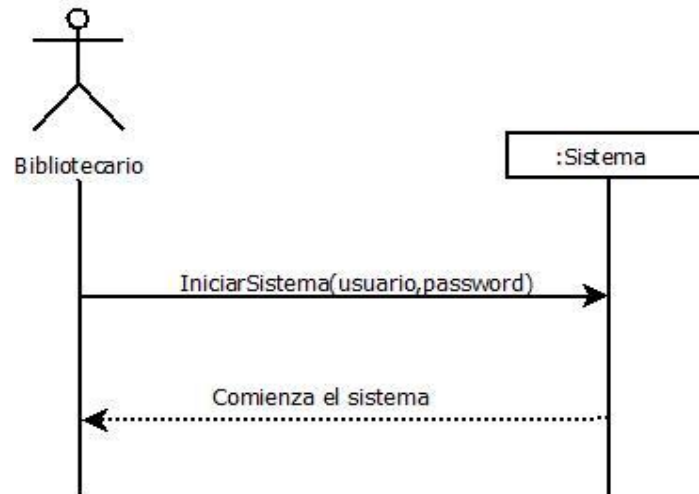 Bibliotecario
:Sistema
IniciarSistema(usuario,password)
Comienza el sistema